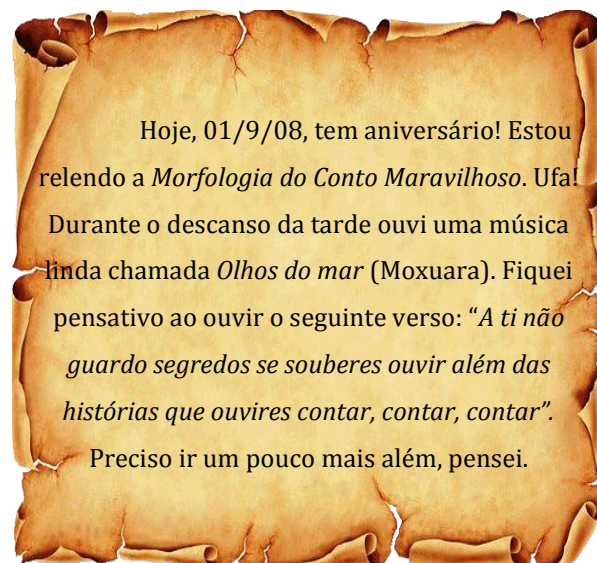 Hoje, 01/9/08, tem aniversário! Estou
relendo a Morfologia do Conto Maravilhoso. Ufa!
Durante o descanso da tarde ouvi uma música
linda chamada Olhos do mar (Moxuara). Fiquei
pensativo ao ouvir o seguinte verso: “A ti não
guardo segredos se souberes ouvir além das
histórias que ouvires contar, contar, contar”.
Preciso ir um pouco mais além, pensei.